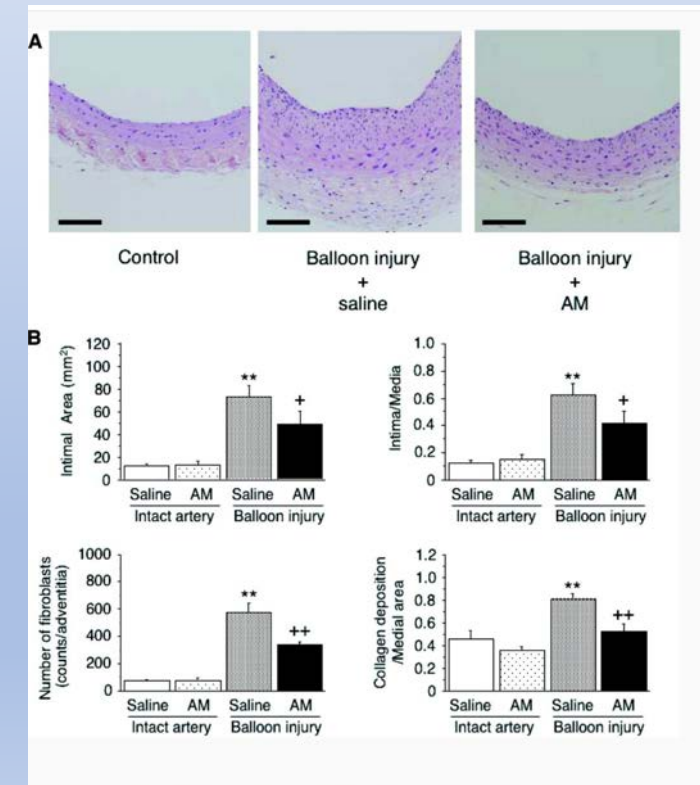 A
Control
Balloon injury
+
saline
Balloon injury
+
AM
B
Intimal Area (mm²)
120
100
80
60
40
20
0
**
+
Saline AM Saline AM
Intact artery Balloon injury
Intima/Media
1.0
0.8
0.6
0.4
0.2
0
**
+
Saline AM Saline AM
Intact artery Balloon injury
Number of fibroblasts
(counts/adventitia)
1000
800
600
400
200
0
**
++
Saline AM Saline AM
Intact artery Balloon injury
Collagen deposition
/Medial area
1.2
1.0
0.8
0.6
0.4
0.2
0
**
++
Saline AM Saline AM
Intact artery Balloon injury